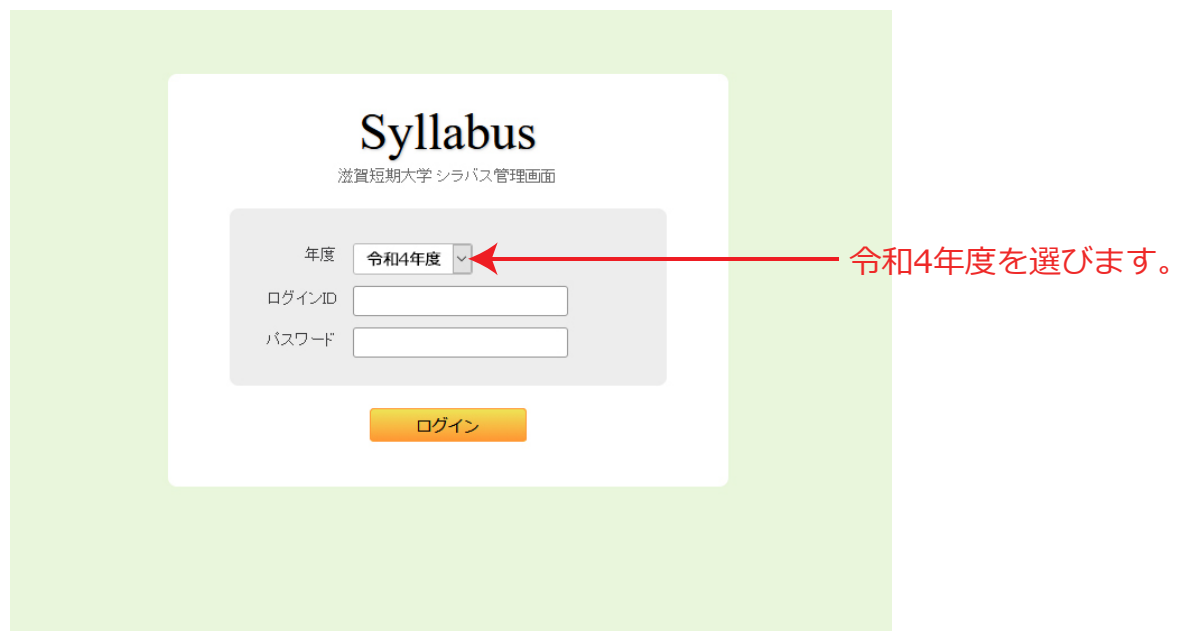 Syllabus
滋賀短期大学 シラバス管理画面
年度 令和4年度
令和4年度を選びます。
ログインID
パスワード
ログイン